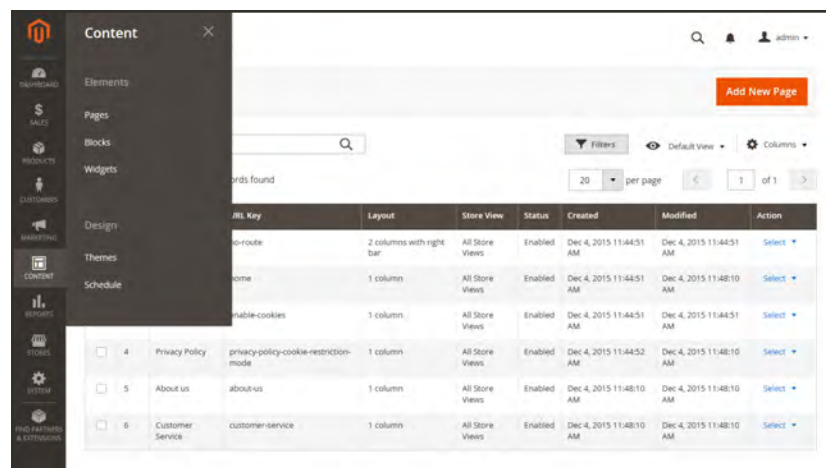 Content
admin
DASHBOARD
Elements
Add New Page
SALES
Pages
Blocks
Filters Default View Columns
PRODUCTS
Widgets
ords found 20 per page 1 of 1
CUSTOMERS
URL Key Layout Store View Status Created Modified Action
MARKETING
Design
no-route 2 columns with right All Store Enabled Dec 4, 2015 11:44:51 Dec 4, 2015 11:44:51 Select
bar Views AM AM
Themes
CONTENT
home 1 column All Store Enabled Dec 4, 2015 11:44:51 Dec 4, 2015 11:48:10 Select
Views AM AM
Schedule
REPORTS
enable-cookies 1 column All Store Enabled Dec 4, 2015 11:44:51 Dec 4, 2015 11:44:51 Select
Views AM AM
STORES
4 Privacy Policy privacy-policy-cookie-restriction- 1 column All Store Enabled Dec 4, 2015 11:44:52 Dec 4, 2015 11:48:10 Select
mode Views AM AM
SYSTEM
5 About us about-us 1 column All Store Enabled Dec 4, 2015 11:48:10 Dec 4, 2015 11:48:10 Select
Views AM AM
FIND PARTNERS
& EXTENSIONS
6 Customer customer-service 1 column All Store Enabled Dec 4, 2015 11:48:10 Dec 4, 2015 11:48:10 Select
Service Views AM AM